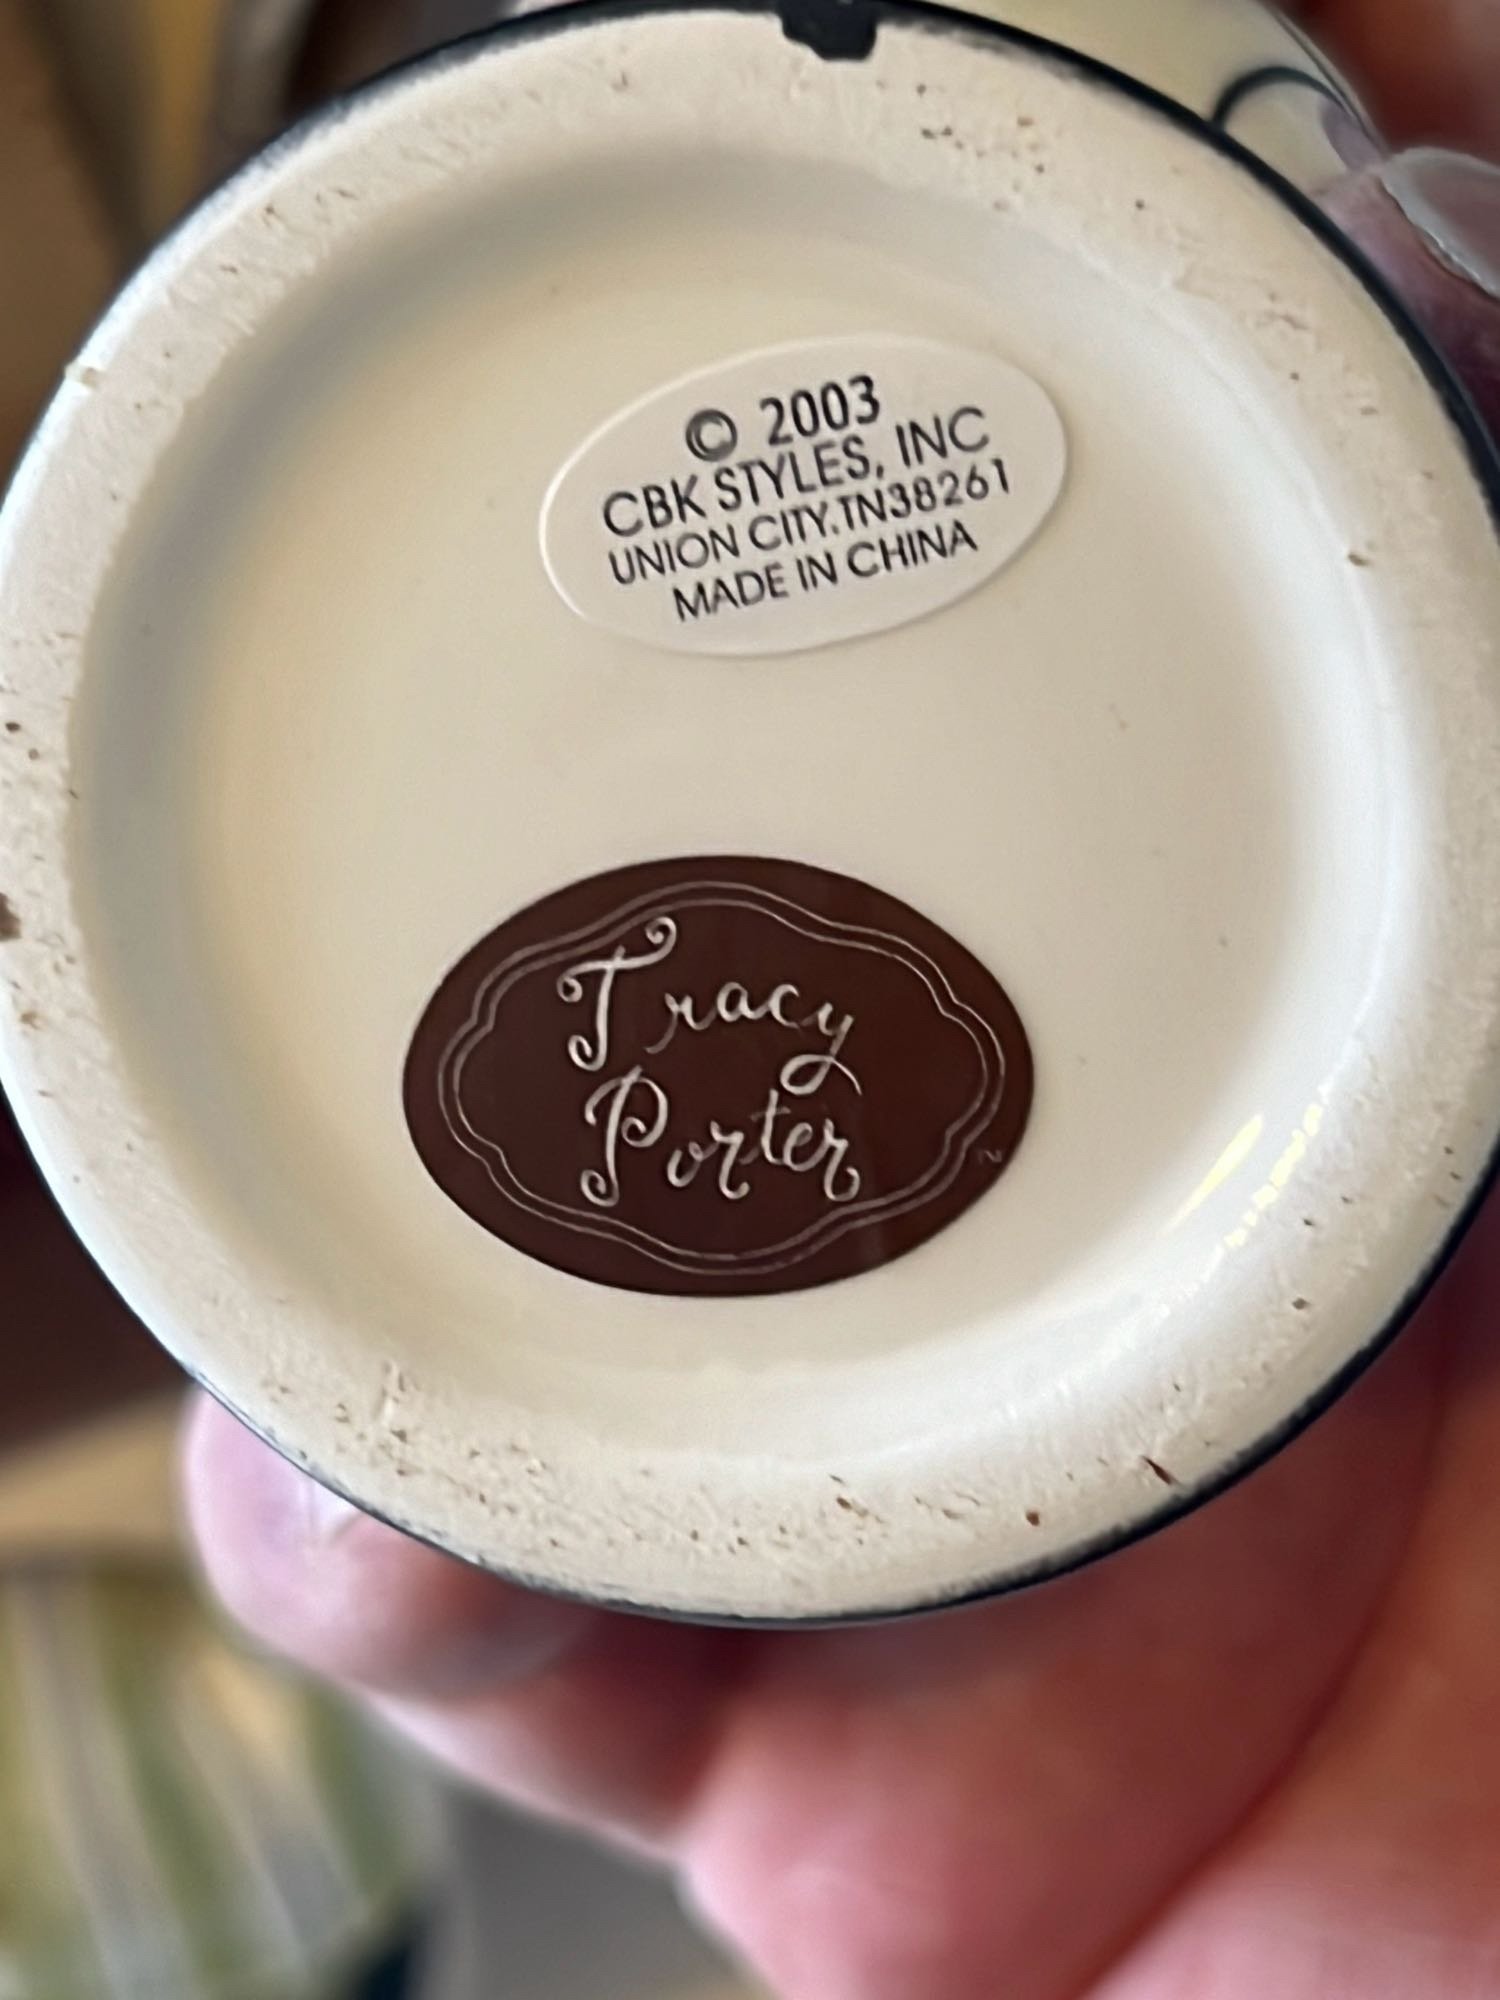 © 2003
CBK STYLES, INC
UNION CITY.TN38261
MADE IN CHINA
Tracy
Porter